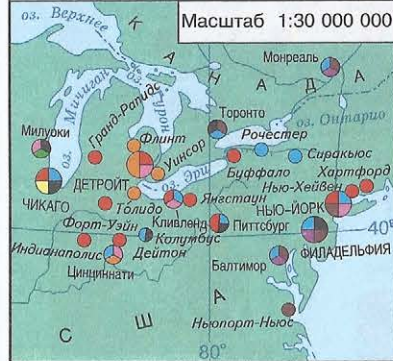 оз. Верхнее
Масштаб 1:30 000 000
КАНАДА
Монреаль
оз. Мичиган
оз. Гурон
Гранд-Рапидс
Торонто
оз. Онтарио
Милуоки
Флинт
Рочестер
Уинсор
оз. Эри
Сиракьюс
Буффало
Хартфорд
ДЕТРОЙТ
Нью-Хейвен
ЧИКАГО
Толидо
Янгстаун
НЬЮ-ЙОРК
Форт-Уэйн
Кливленд
Питтсбург
40°
Колумбус
ФИЛАДЕЛЬФИЯ
Индианаполис
Дейтон
Балтимор
Цинциннати
США
Ньюпорт-Ньюс
80°